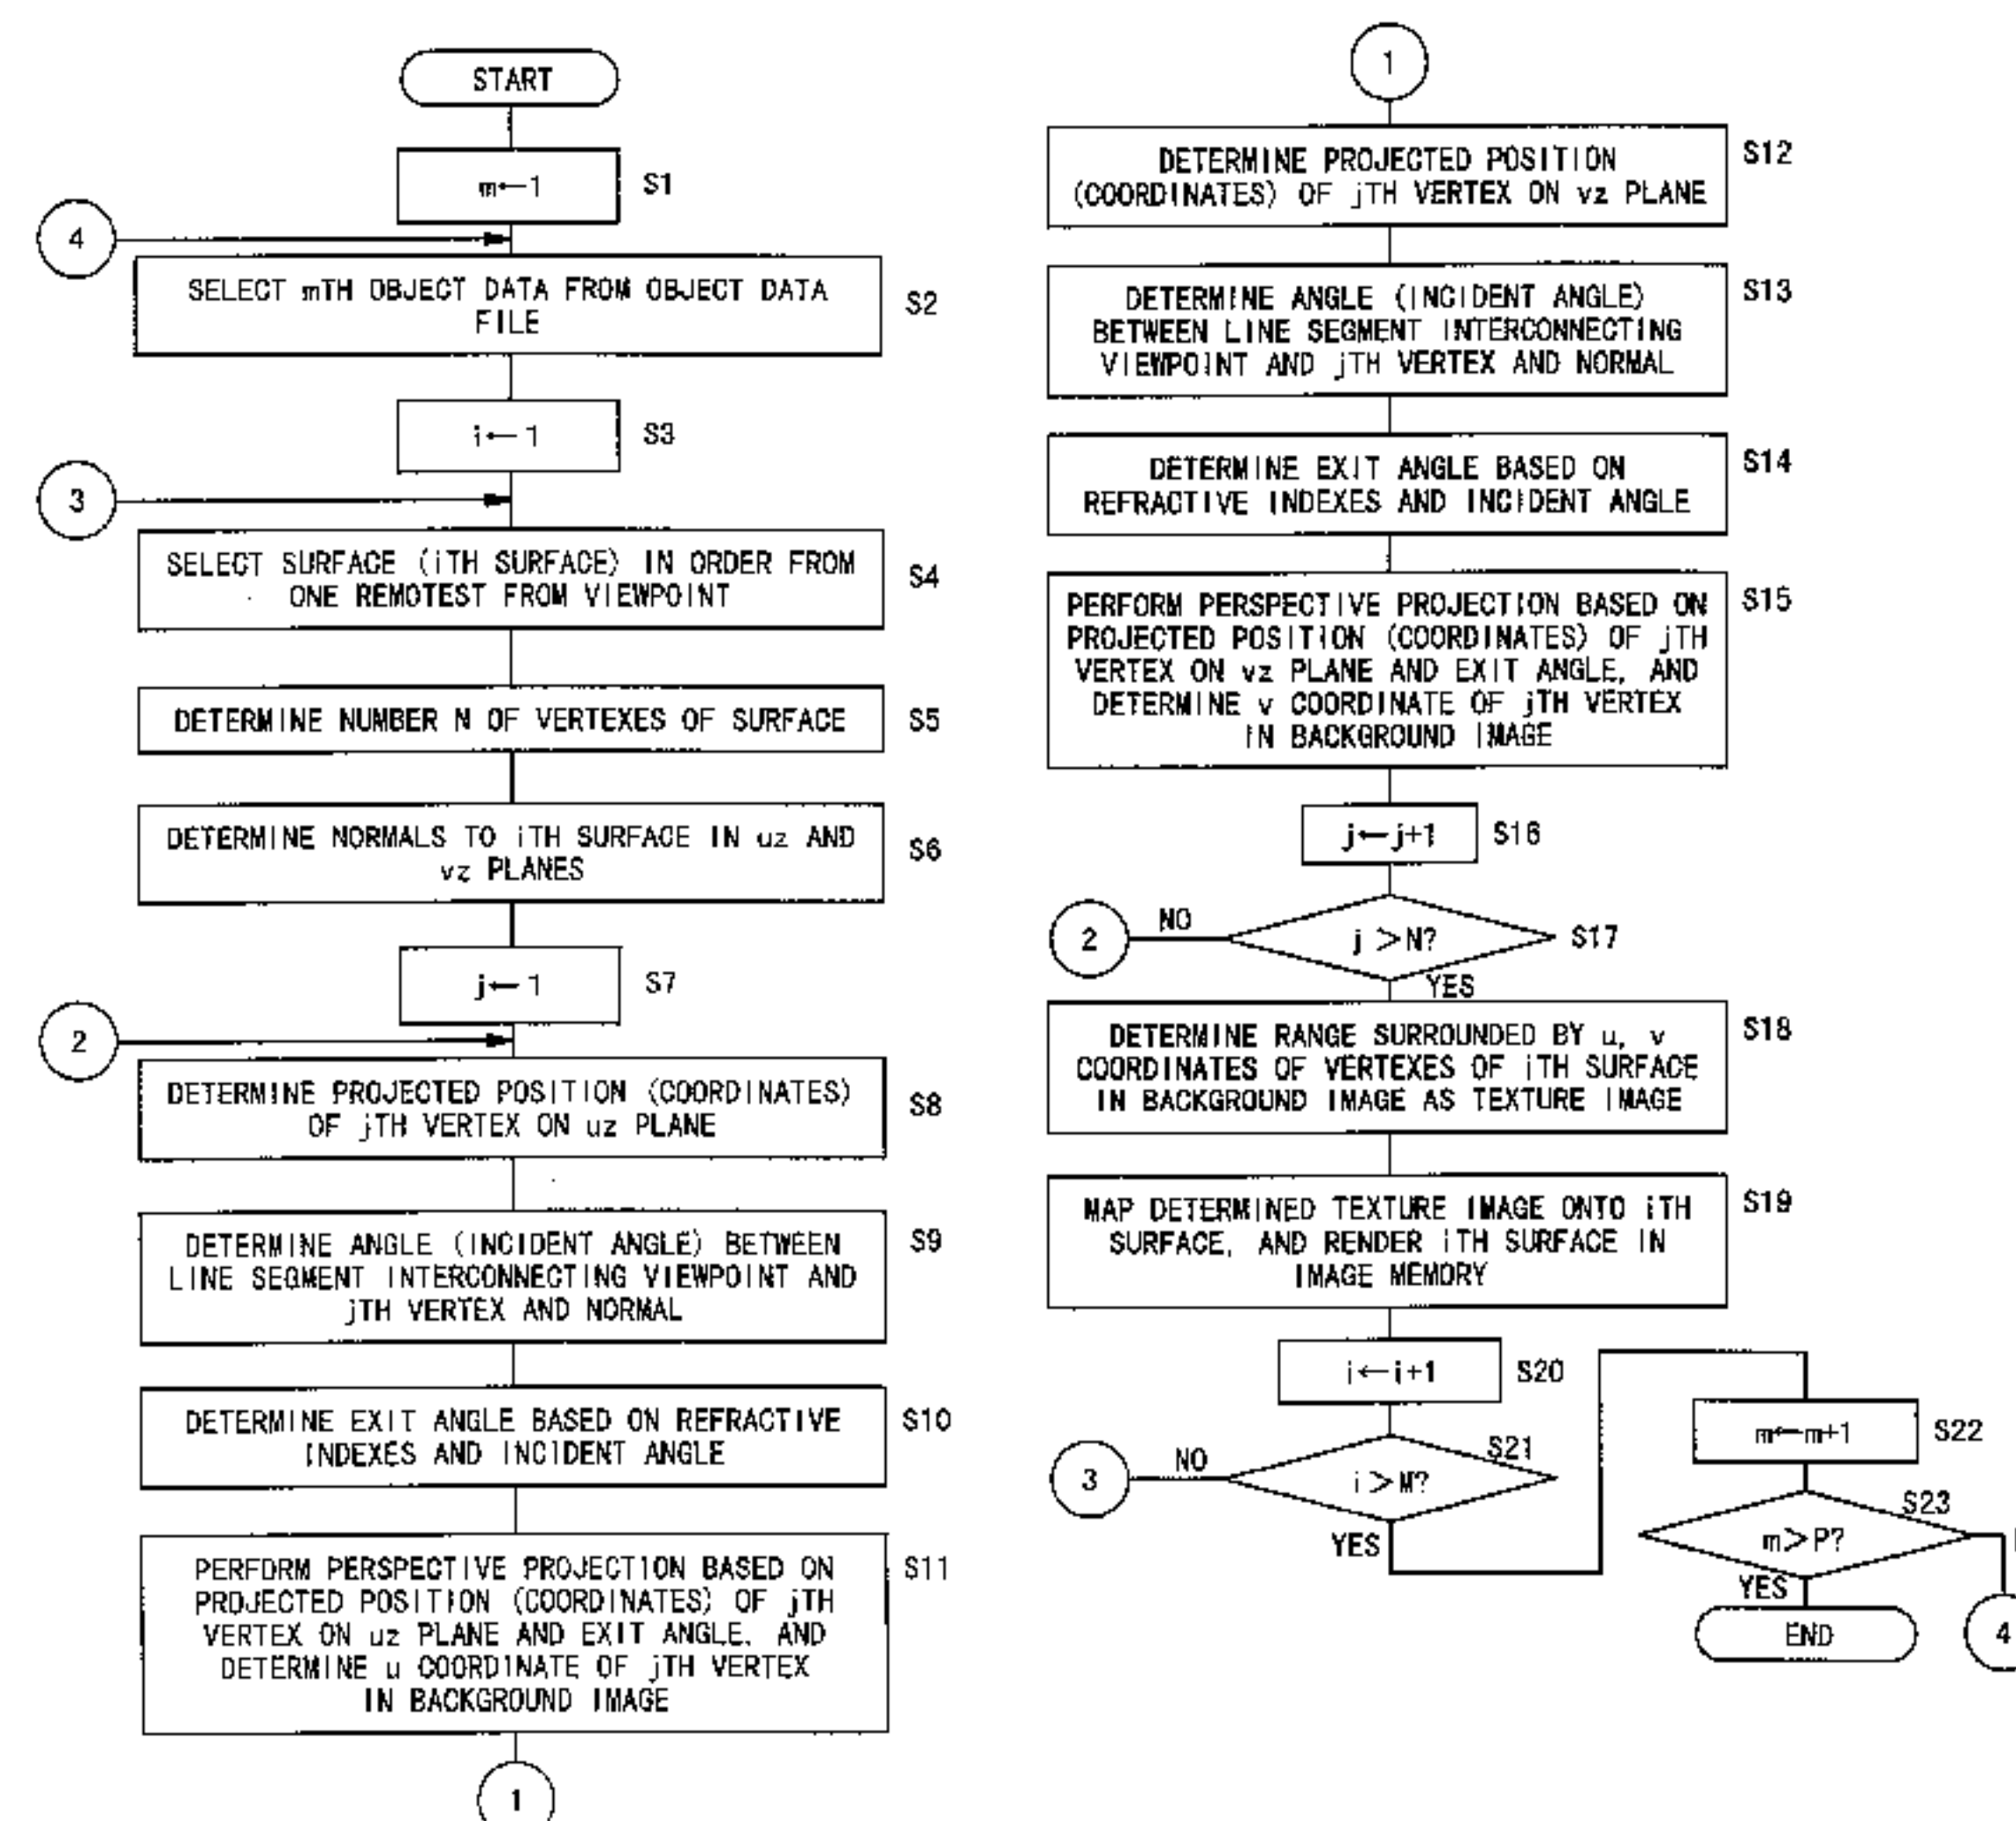 START
m←1
S1
4
SELECT mTH OBJECT DATA FROM OBJECT DATA
FILE
S2
i←1
S3
3
SELECT SURFACE (iTH SURFACE) IN ORDER FROM
ONE REMOTEST FROM VIEWPOINT
S4
DETERMINE NUMBER N OF VERTEXES OF SURFACE
S5
DETERMINE NORMALS TO iTH SURFACE IN uz AND
vz PLANES
S6
j←1
S7
2
DETERMINE PROJECTED POSITION (COORDINATES)
OF jTH VERTEX ON uz PLANE
S8
DETERMINE ANGLE (INCIDENT ANGLE) BETWEEN
LINE SEGMENT INTERCONNECTING VIEWPOINT AND
jTH VERTEX AND NORMAL
S9
DETERMINE EXIT ANGLE BASED ON REFRACTIVE
INDEXES AND INCIDENT ANGLE
S10
PERFORM PERSPECTIVE PROJECTION BASED ON
PROJECTED POSITION (COORDINATES) OF jTH
VERTEX ON uz PLANE AND EXIT ANGLE, AND
DETERMINE u COORDINATE OF jTH VERTEX
IN BACKGROUND IMAGE
S11
1
1
DETERMINE PROJECTED POSITION
(COORDINATES) OF jTH VERTEX ON vz PLANE
S12
DETERMINE ANGLE (INCIDENT ANGLE)
BETWEEN LINE SEGMENT INTERCONNECTING
VIEWPOINT AND jTH VERTEX AND NORMAL
S13
DETERMINE EXIT ANGLE BASED ON
REFRACTIVE INDEXES AND INCIDENT ANGLE
S14
PERFORM PERSPECTIVE PROJECTION BASED ON
PROJECTED POSITION (COORDINATES) OF jTH
VERTEX ON vz PLANE AND EXIT ANGLE, AND
DETERMINE v COORDINATE OF jTH VERTEX
IN BACKGROUND IMAGE
S15
j←j+1
S16
2
NO
j >N?
S17
YES
DETERMINE RANGE SURROUNDED BY u, v
COORDINATES OF VERTEXES OF iTH SURFACE
IN BACKGROUND IMAGE AS TEXTURE IMAGE
S18
MAP DETERMINED TEXTURE IMAGE ONTO iTH
SURFACE, AND RENDER iTH SURFACE IN
IMAGE MEMORY
S19
i←i+1
S20
3
NO
i >M?
S21
YES
m←m+1
S22
m>P?
S23
YES
END
4